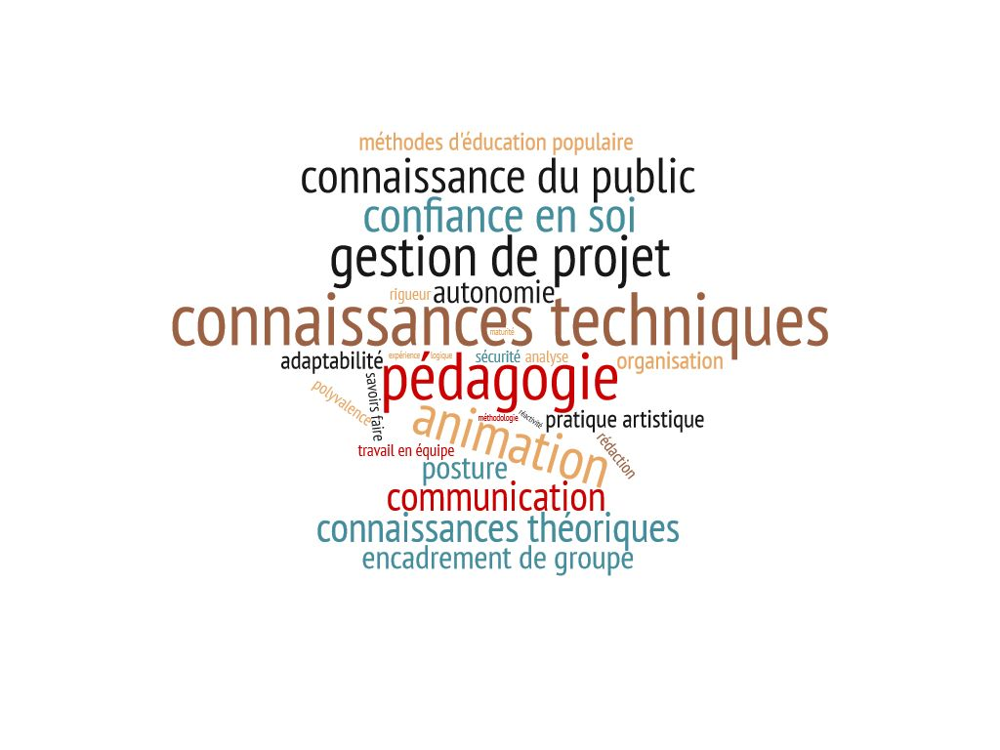 méthodes d'éducation populaire
connaissance du public
confiance en soi
gestion de projet
rigueur
autonomie
connaissances techniques
maturité
adaptabilité
expérience
logique
sécurité
analyse
organisation
pédagogie
polyvalence
savoirs faire
animation
méthodologie
réactivité
pratique artistique
rédaction
travail en équipe
posture
communication
connaissances théoriques
encadrement de groupe